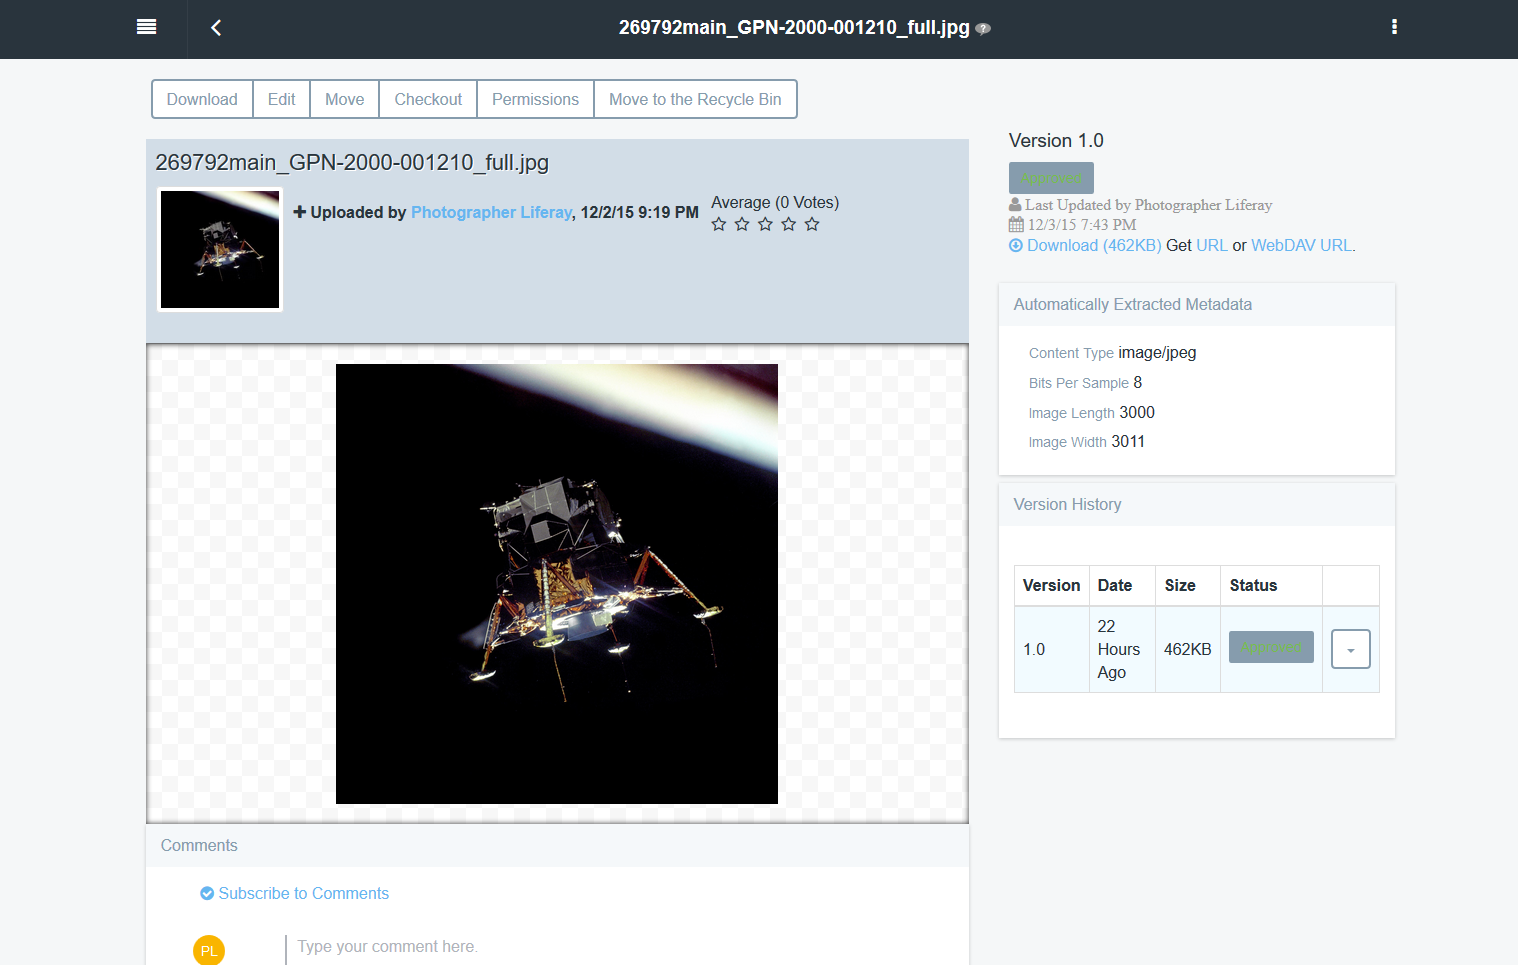 269792main_GPN-2000-001210_full.jpg
Download Edit Move Checkout Permissions Move to the Recycle Bin
269792main_GPN-2000-001210_full.jpg
Uploaded by Photographer Liferay, 12/2/15 9:19 PM
Average (0 Votes)
Version 1.0
Approved
Last Updated by Photographer Liferay
12/3/15 7:43 PM
Download (462KB) Get URL or WebDAV URL.
Automatically Extracted Metadata
Content Type image/jpeg
Bits Per Sample 8
Image Length 3000
Image Width 3011
Version History
Version Date Size Status
1.0 22 Hours Ago 462KB Approved
Comments
Subscribe to Comments
PL Type your comment here.